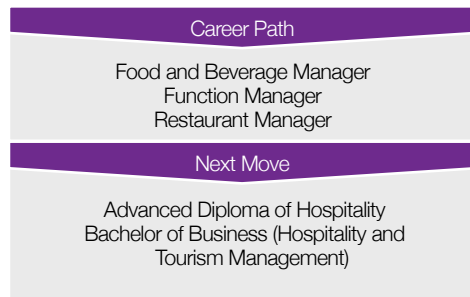 Career Path
Food and Beverage Manager
Function Manager
Restaurant Manager
Next Move
Advanced Diploma of Hospitality
Bachelor of Business (Hospitality and
Tourism Management)